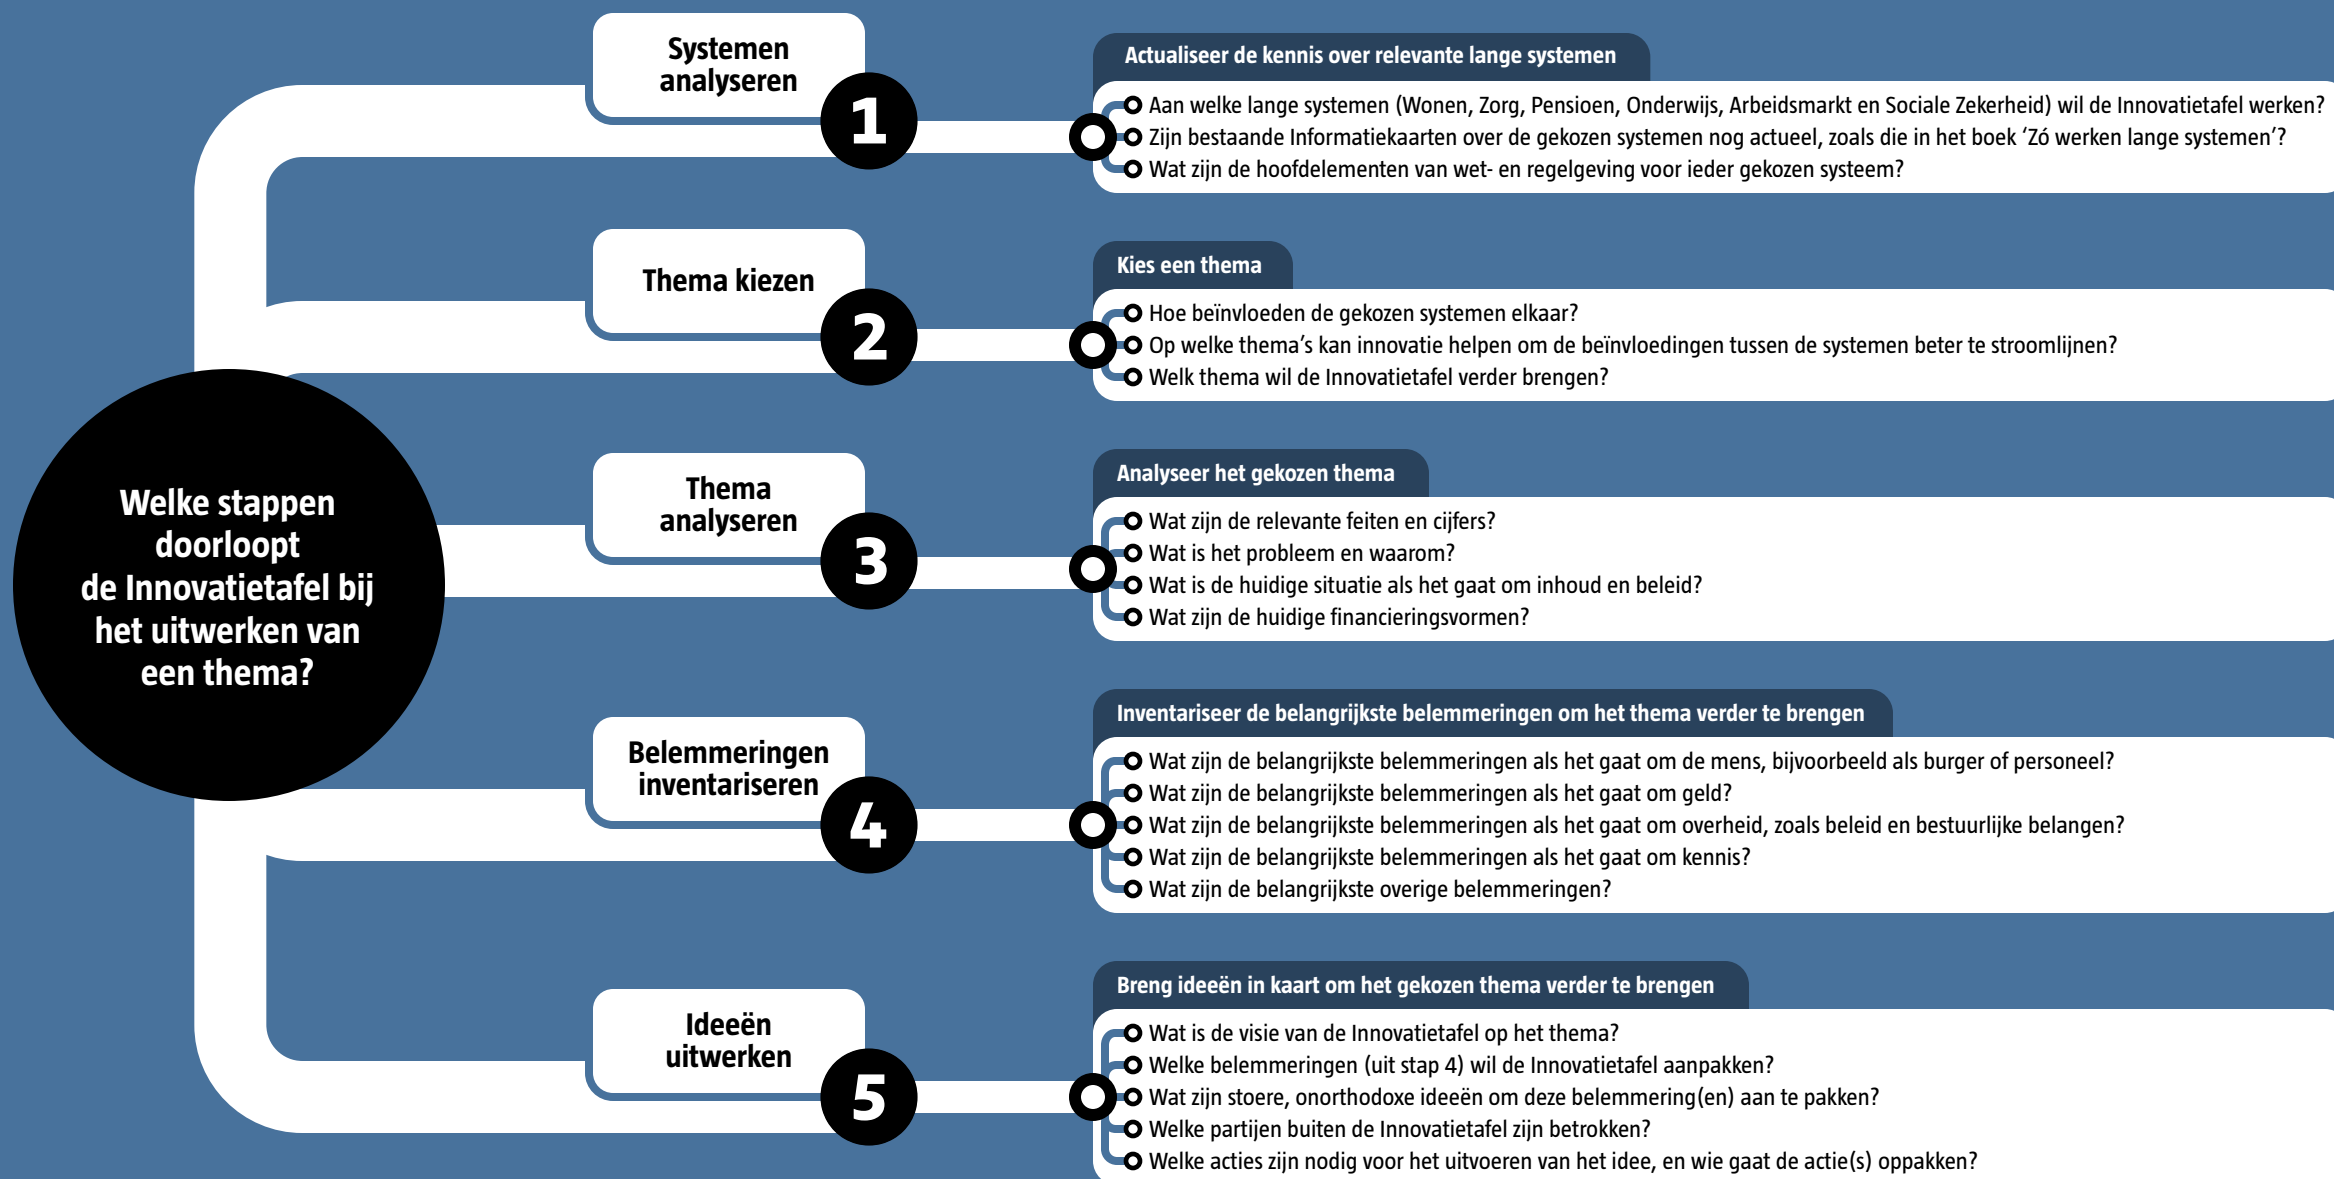 Welke stappen
doorloopt
de Innovatietafel bij
het uitwerken van
een thema?
Systemen
analyseren
1
Actualiseer de kennis over relevante lange systemen
Aan welke lange systemen (Wonen, Zorg, Pensioen, Onderwijs, Arbeidsmarkt en Sociale Zekerheid) wil de Innovatietafel werken?
Zijn bestaande Informatiekaarten over de gekozen systemen nog actueel, zoals die in het boek ‘Zó werken lange systemen’?
Wat zijn de hoofdelementen van wet- en regelgeving voor ieder gekozen systeem?
Thema kiezen
2
Kies een thema
Hoe beïnvloeden de gekozen systemen elkaar?
Op welke thema’s kan innovatie helpen om de beïnvloedingen tussen de systemen beter te stroomlijnen?
Welk thema wil de Innovatietafel verder brengen?
Thema
analyseren
3
Analyseer het gekozen thema
Wat zijn de relevante feiten en cijfers?
Wat is het probleem en waarom?
Wat is de huidige situatie als het gaat om inhoud en beleid?
Wat zijn de huidige financieringsvormen?
Belemmeringen
inventariseren
4
Inventariseer de belangrijkste belemmeringen om het thema verder te brengen
Wat zijn de belangrijkste belemmeringen als het gaat om de mens, bijvoorbeeld als burger of personeel?
Wat zijn de belangrijkste belemmeringen als het gaat om geld?
Wat zijn de belangrijkste belemmeringen als het gaat om overheid, zoals beleid en bestuurlijke belangen?
Wat zijn de belangrijkste belemmeringen als het gaat om kennis?
Wat zijn de belangrijkste overige belemmeringen?
Ideeën
uitwerken
5
Breng ideeën in kaart om het gekozen thema verder te brengen
Wat is de visie van de Innovatietafel op het thema?
Welke belemmeringen (uit stap 4) wil de Innovatietafel aanpakken?
Wat zijn stoere, onorthodoxe ideeën om deze belemmering(en) aan te pakken?
Welke partijen buiten de Innovatietafel zijn betrokken?
Welke acties zijn nodig voor het uitvoeren van het idee, en wie gaat de actie(s) oppakken?